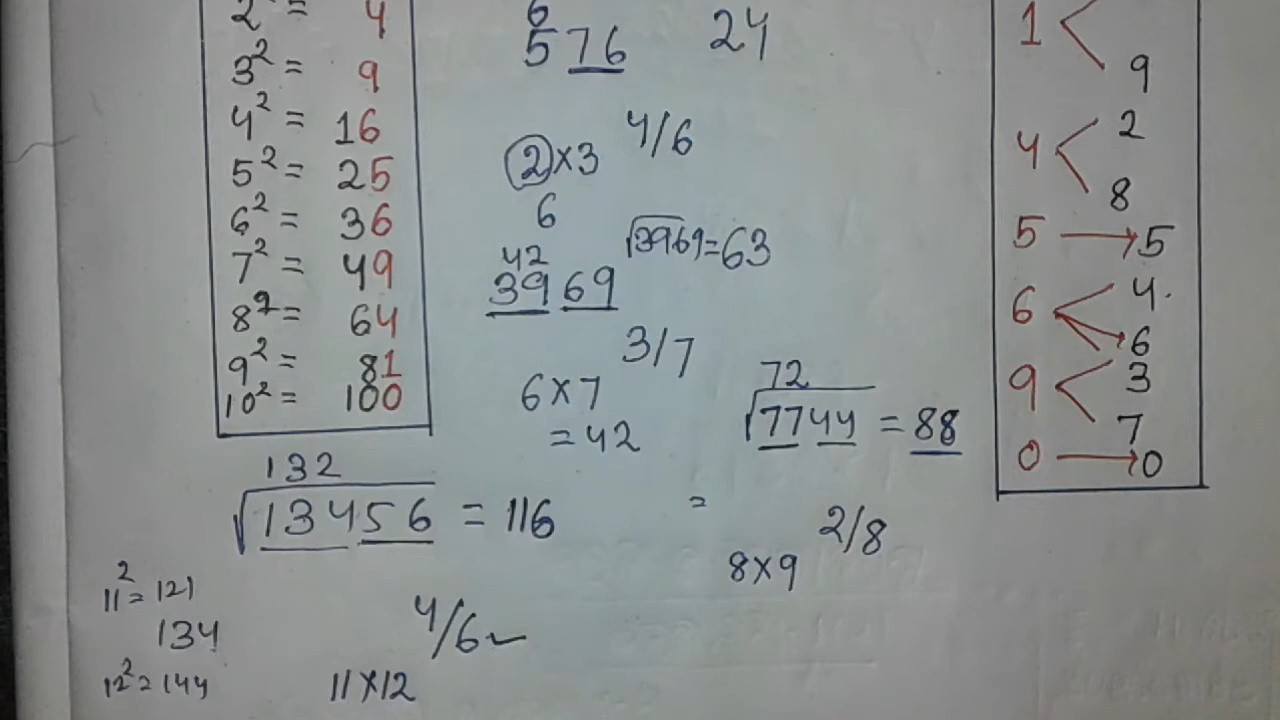 2² = 4
3² = 9
4² = 16
5² = 25
6² = 36
7² = 49
8² = 64
9² = 81
10² = 100
6
576 24
4/6
2×3
6
42
3969 √3969=63
3/7
6×7
=42
72
√7744 = 88
=
2/8
8×9
132
√13456 = 116
11² = 121
134
12² = 144
4/6
11×12
1 < 9
4 < 2
8
5 → 5
6 < 4
6
9 < 3
7
0 → 0